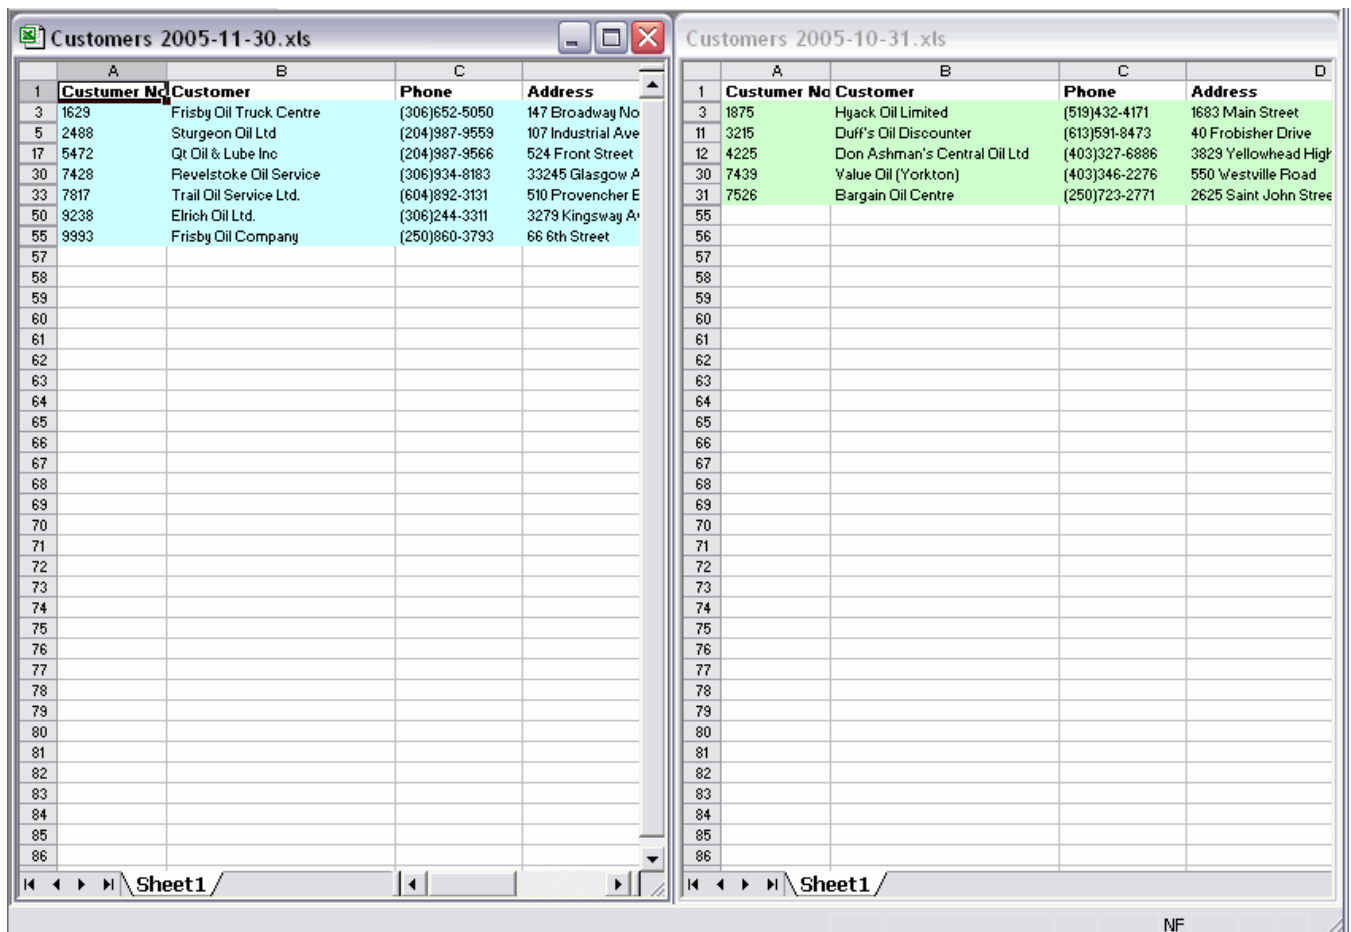 Customers 2005-11-30.xls
A B C
1 Custumer No Customer Phone Address
3 1629 Frisby Oil Truck Centre (306)652-5050 147 Broadway No
5 2488 Sturgeon Oil Ltd (204)987-9559 107 Industrial Ave
17 5472 Qt Oil & Lube Inc (204)987-9566 524 Front Street
30 7428 Revelstoke Oil Service (306)934-8183 33245 Glasgow A
33 7817 Trail Oil Service Ltd. (604)892-3131 510 Provencher E
50 9238 Elrich Oil Ltd. (306)244-3311 3279 Kingsway A
55 9993 Frisby Oil Company (250)860-3793 66 6th Street
57
58
59
60
61
62
63
64
65
66
67
68
69
70
71
72
73
74
75
76
77
78
79
80
81
82
83
84
85
86
Sheet1
Customers 2005-10-31.xls
A B C D
1 Custumer No Customer Phone Address
3 1875 Hyack Oil Limited (519)432-4171 1683 Main Street
11 3215 Duff's Oil Discounter (613)591-8473 40 Frobisher Drive
12 4225 Don Ashman's Central Oil Ltd (403)327-6886 3829 Yellowhead High
30 7439 Value Oil (Yorkton) (403)346-2276 550 Westville Road
31 7526 Bargain Oil Centre (250)723-2771 2625 Saint John Stree
55
56
57
58
59
60
61
62
63
64
65
66
67
68
69
70
71
72
73
74
75
76
77
78
79
80
81
82
83
84
85
86
Sheet1
NF